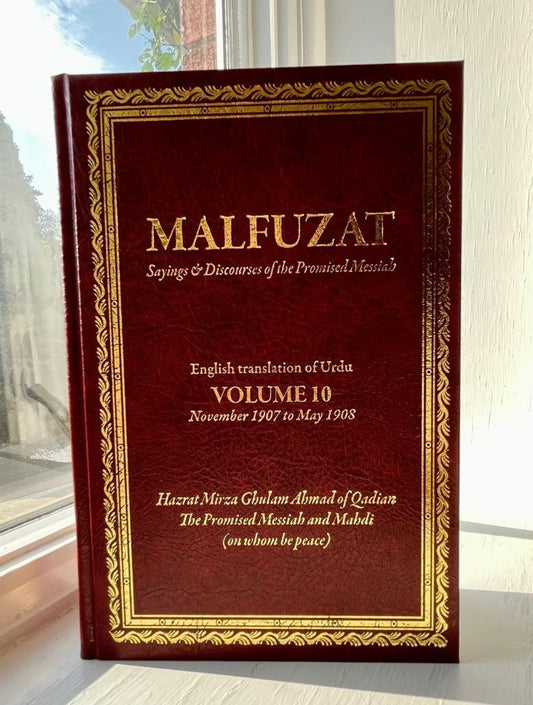 MALFUZAT
Sayings & Discourses of the Promised Messiah
English translation of Urdu
VOLUME 10
November 1907 to May 1908
Hazrat Mirza Ghulam Ahmad of Qadian
The Promised Messiah and Mahdi
(on whom be peace)